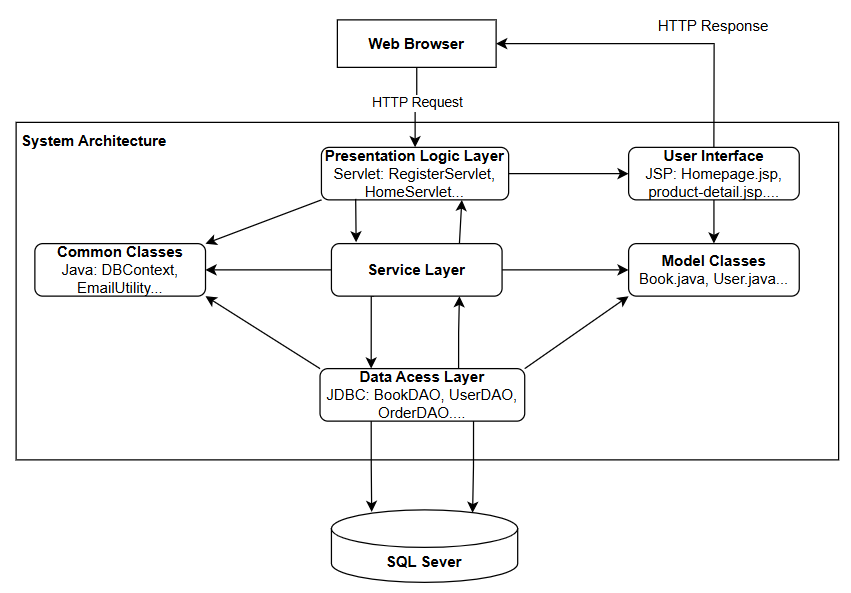 HTTP Response
Web Browser
HTTP Request
System Architecture
Presentation Logic Layer
Servlet: RegisterServlet,
HomeServlet...
User Interface
JSP: Homepage.jsp,
product-detail.jsp....
Common Classes
Java: DBContext,
EmailUtility...
Service Layer
Model Classes
Book.java, User.java...
Data Acess Layer
JDBC: BookDAO, UserDAO,
OrderDAO....
SQL Sever